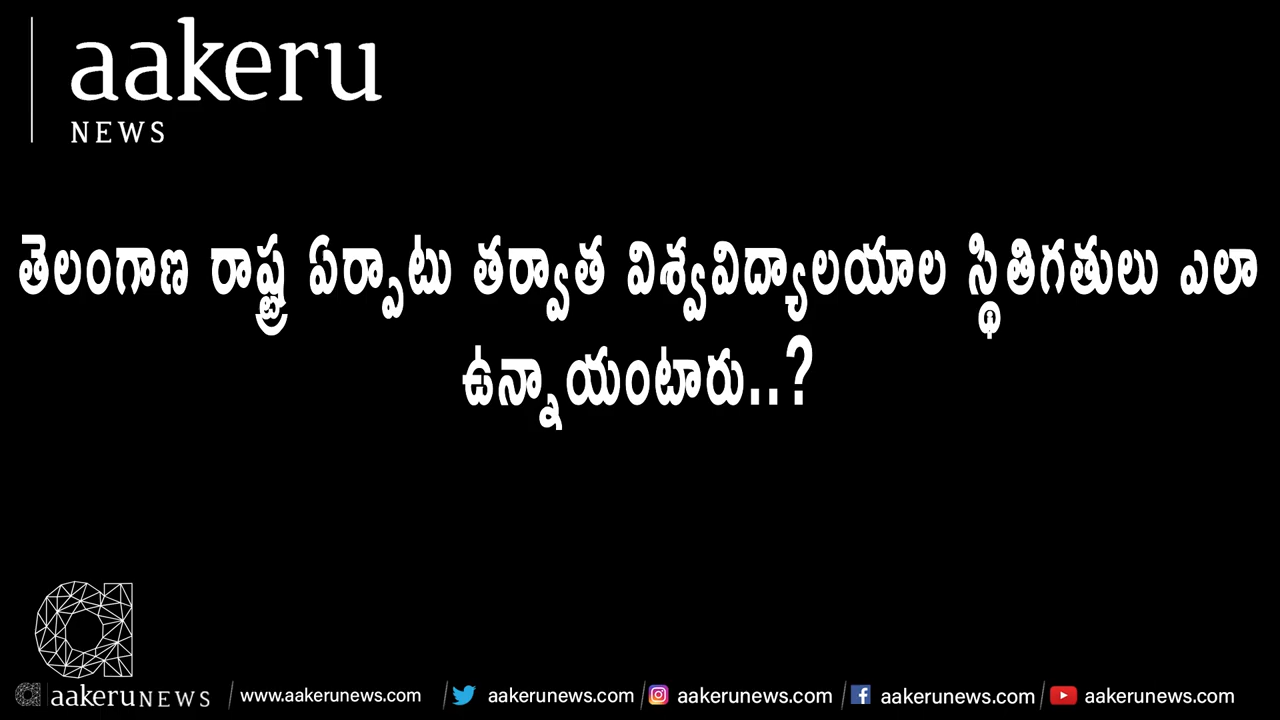 aakeru
NEWS
తెలంగాణ రాష్ట్ర ఏర్పాటు తర్వాత విశ్వవిద్యాలయాల స్థితిగతులు ఎలా
ఉన్నాయంటారు..?
aakeruNEWS www.aakerunews.com aakerunews.com aakerunews.com aakerunews.com aakerunews.com